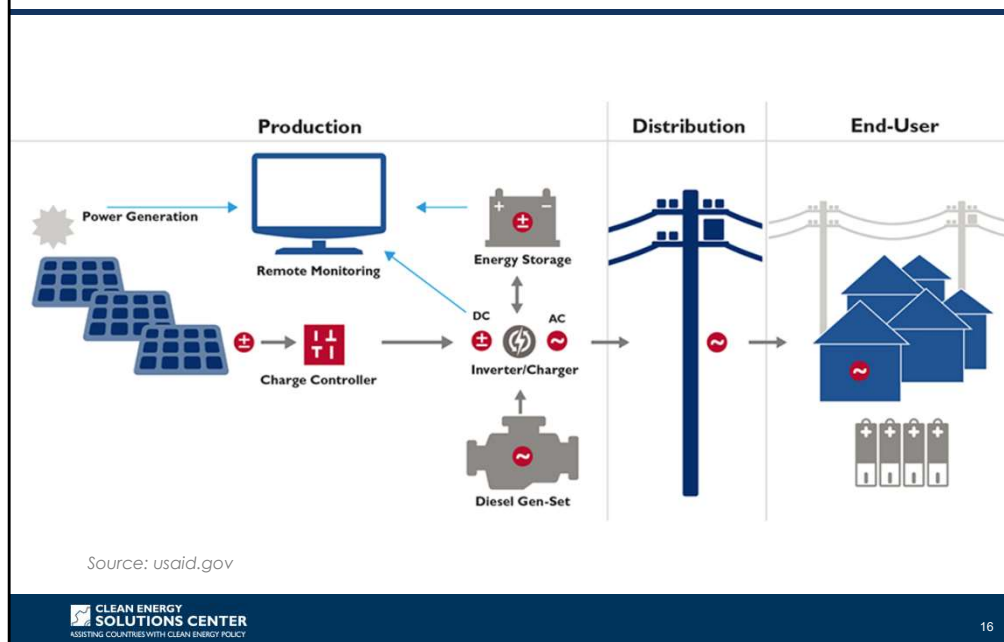 Production
Distribution
End-User
Power Generation
Remote Monitoring
+ −
±
Energy Storage
DC
AC
±
±
~
~
~
Charge Controller
Inverter/Charger
~
Diesel Gen-Set
+ + + +
Source: usaid.gov
CLEAN ENERGY
SOLUTIONS CENTER
ASSISTING COUNTRIES WITH CLEAN ENERGY POLICY
16